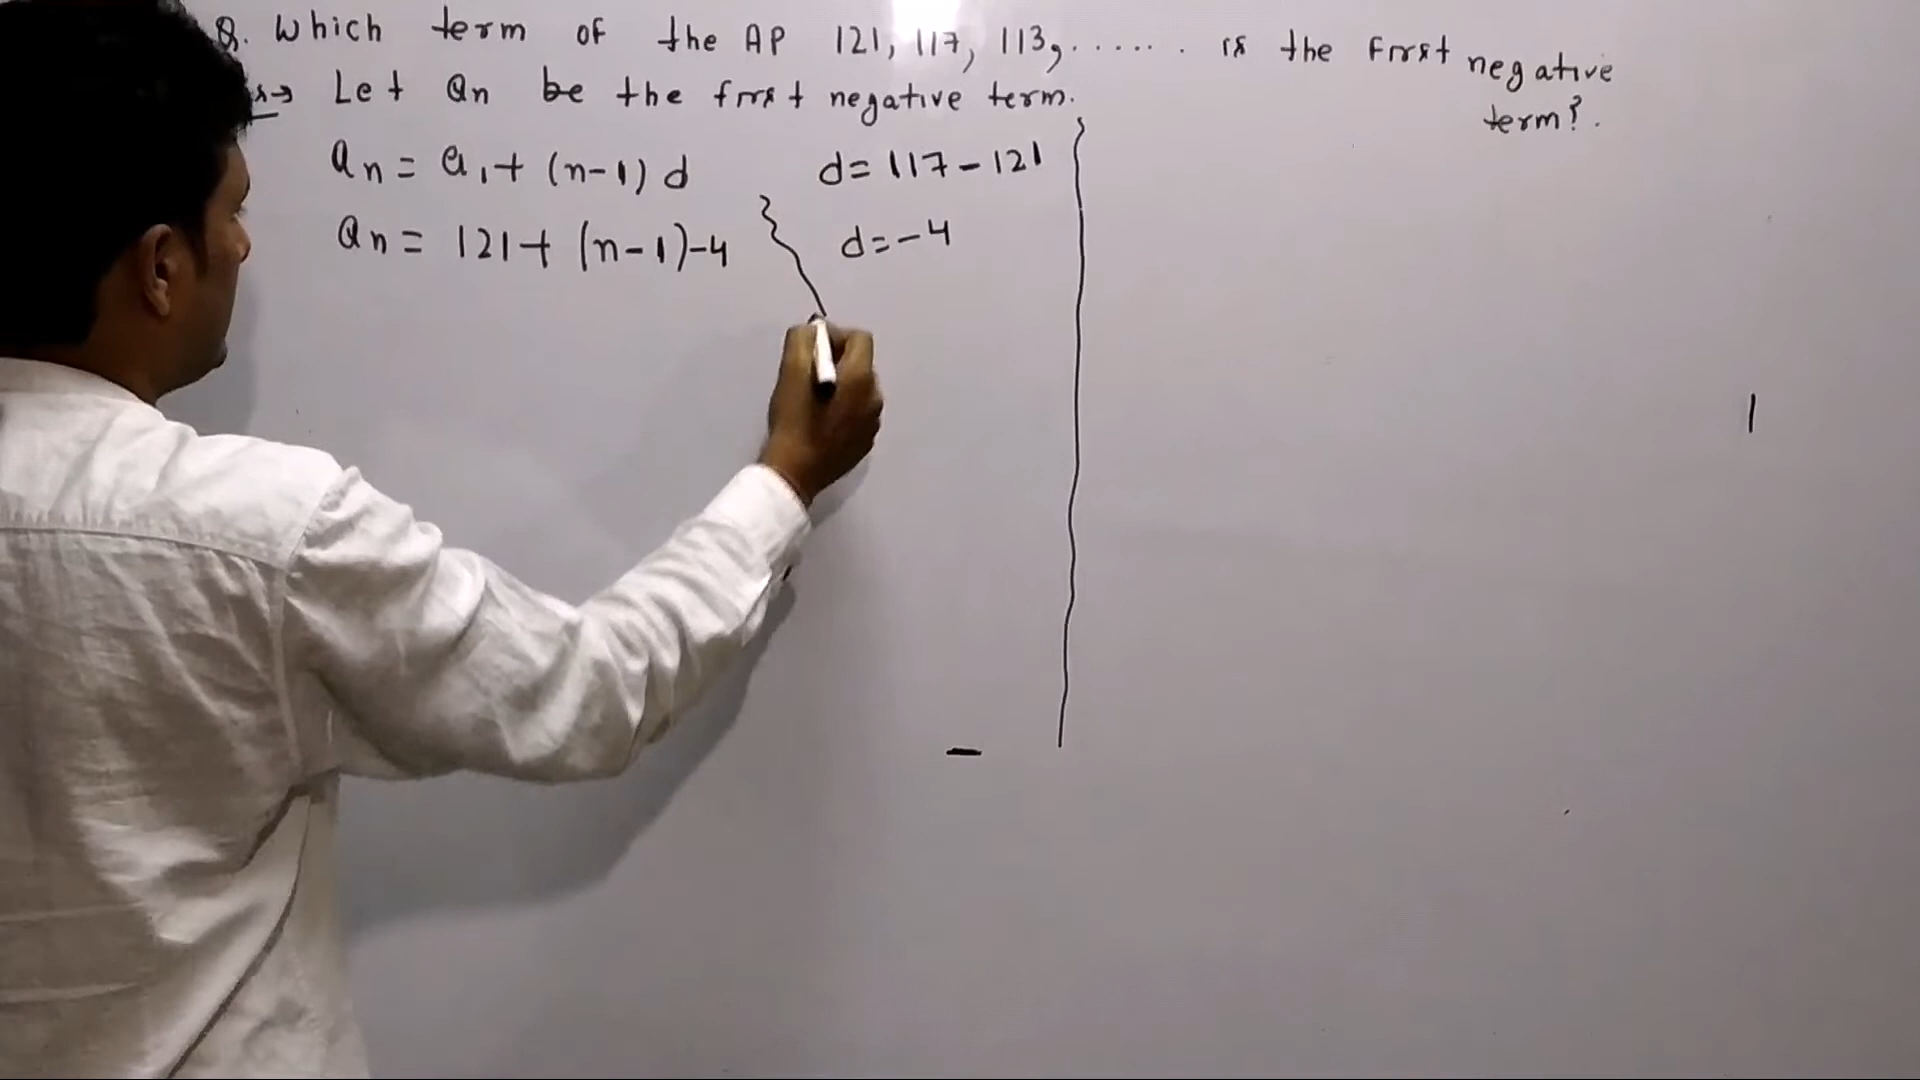 Q. Which term of the AP 121, 117, 113, ...... is the first negative term?.
Let an be the first negative term.
an = a1 + (n-1) d d = 117 - 121
an = 121 + (n-1)-4 d = -4